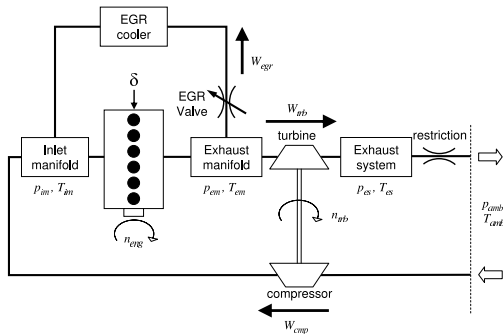 EGR
cooler
W_egr
δ
EGR
Valve
W_trb
turbine
restriction
Inlet
manifold
Exhaust
manifold
Exhaust
system
p_im, T_im
p_em, T_em
p_es, T_es
p_amb
T_amb
n_eng
n_trb
compressor
W_cmp